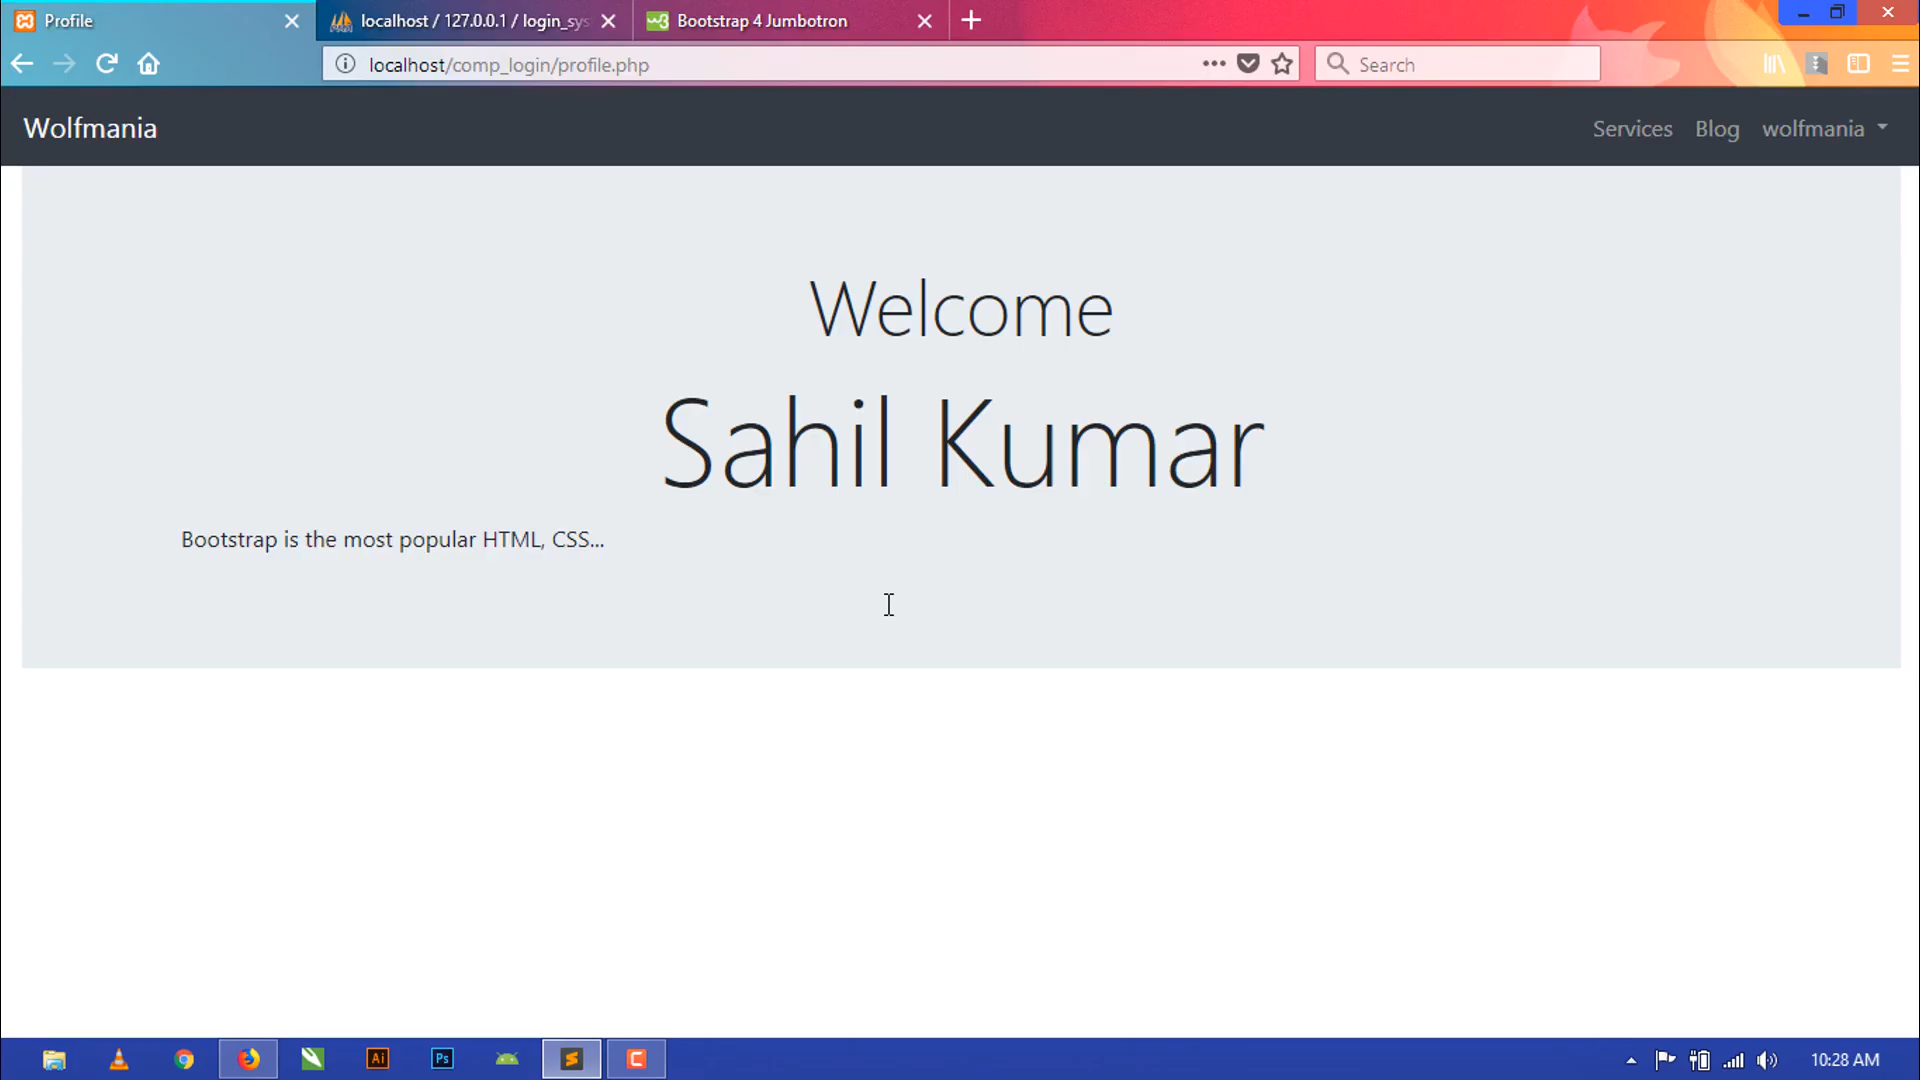 Profile
localhost / 127.0.0.1 / login_sys
Bootstrap 4 Jumbotron
localhost/comp_login/profile.php
Search
Wolfmania
Services
Blog
wolfmania
Welcome
Sahil Kumar
Bootstrap is the most popular HTML, CSS...
Ai
Ps
10:28 AM